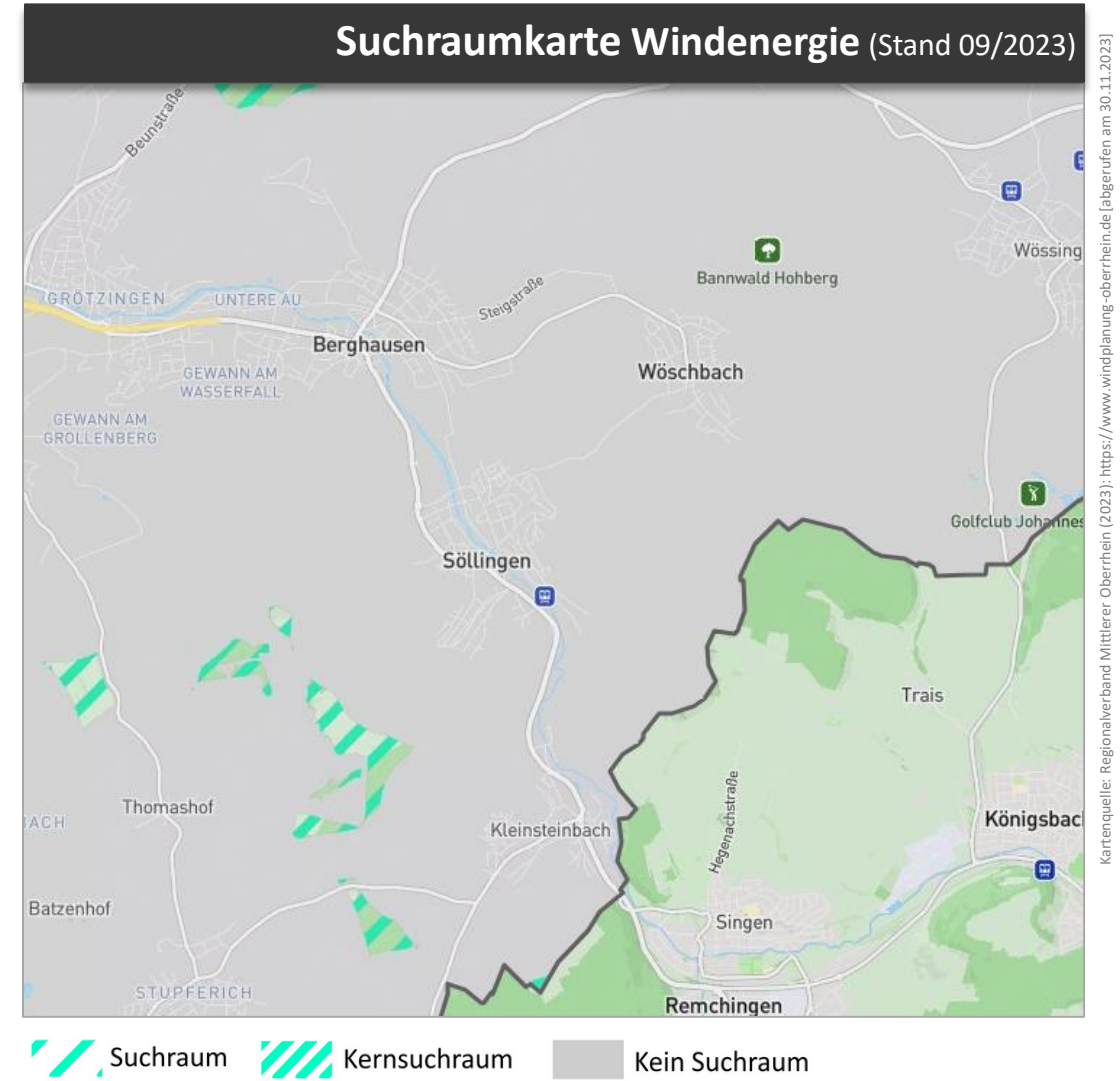 Suchraumkarte Windenergie (Stand 09/2023)
Beunstraße
Wössing
Bannwald Hohberg
GRÖTZINGEN
UNTERE AU
Steigstraße
Berghausen
Wöschbach
GEWANN AM
WASSERFALL
GEWANN AM
GROLLENBERG
Golfclub Johannes
Söllingen
Trais
Thomashof
Hegenachstraße
ACH
Kleinsteinbach
Königsbac
Batzenhof
Singen
STUPFERICH
Remchingen
Suchraum
Kernsuchraum
Kein Suchraum
Kartenquelle: Regionalverband Mittlerer Oberrhein (2023): https://www.windplanung-oberrhein.de [abgerufen am 30.11.2023]